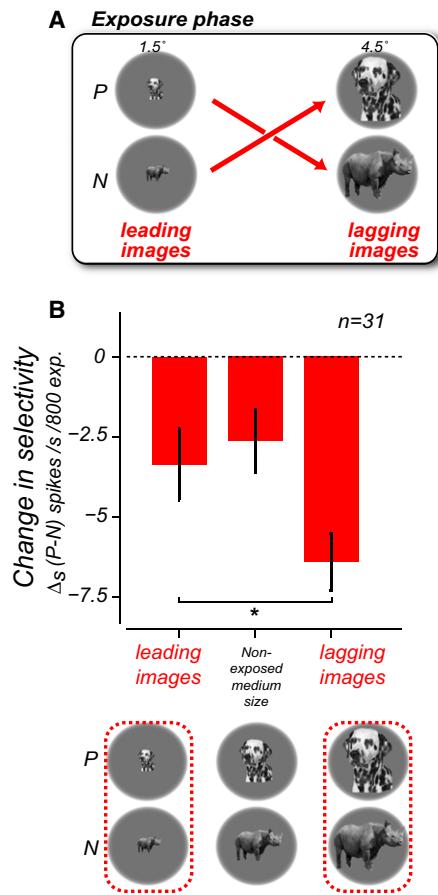 A Exposure phase
1.5° 4.5°
P
N
leading lagging
images images
B
n=31
Change in selectivity
Δs (P-N) spikes /s /800 exp.
0
−2.5
−5
−7.5
*
leading Non- lagging
images exposed images
medium
size
P
N